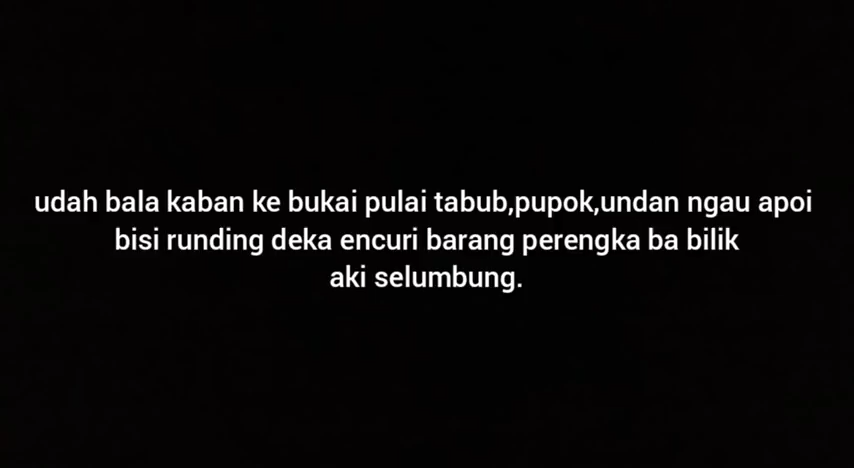 udah bala kaban ke bukai pulai tabub,pupok,undan ngau apoi
bisi runding deka encuri barang perengka ba bilik
aki selumbung.